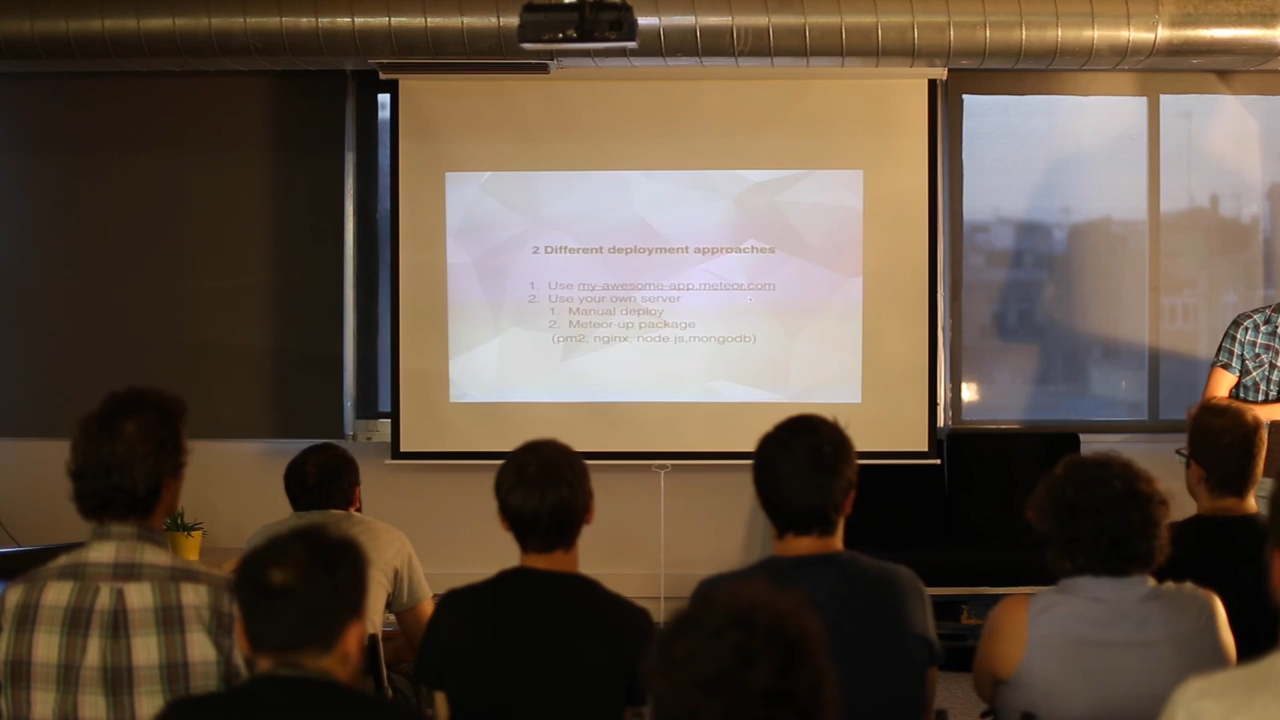 2 Different deployment approaches
1. Use my-awesome-app.meteor.com
2. Use your own server
1. Manual deploy
2. Meteor-up package
(pm2, nginx, node.js,mongodb)